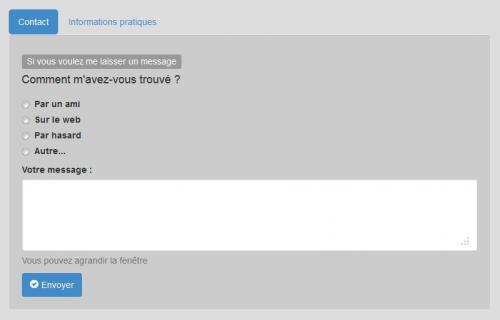 Contact Informations pratiques
Si vous voulez me laisser un message
Comment m'avez-vous trouvé ?
Par un ami
Sur le web
Par hasard
Autre...
Votre message :
Vous pouvez agrandir la fenêtre
Envoyer